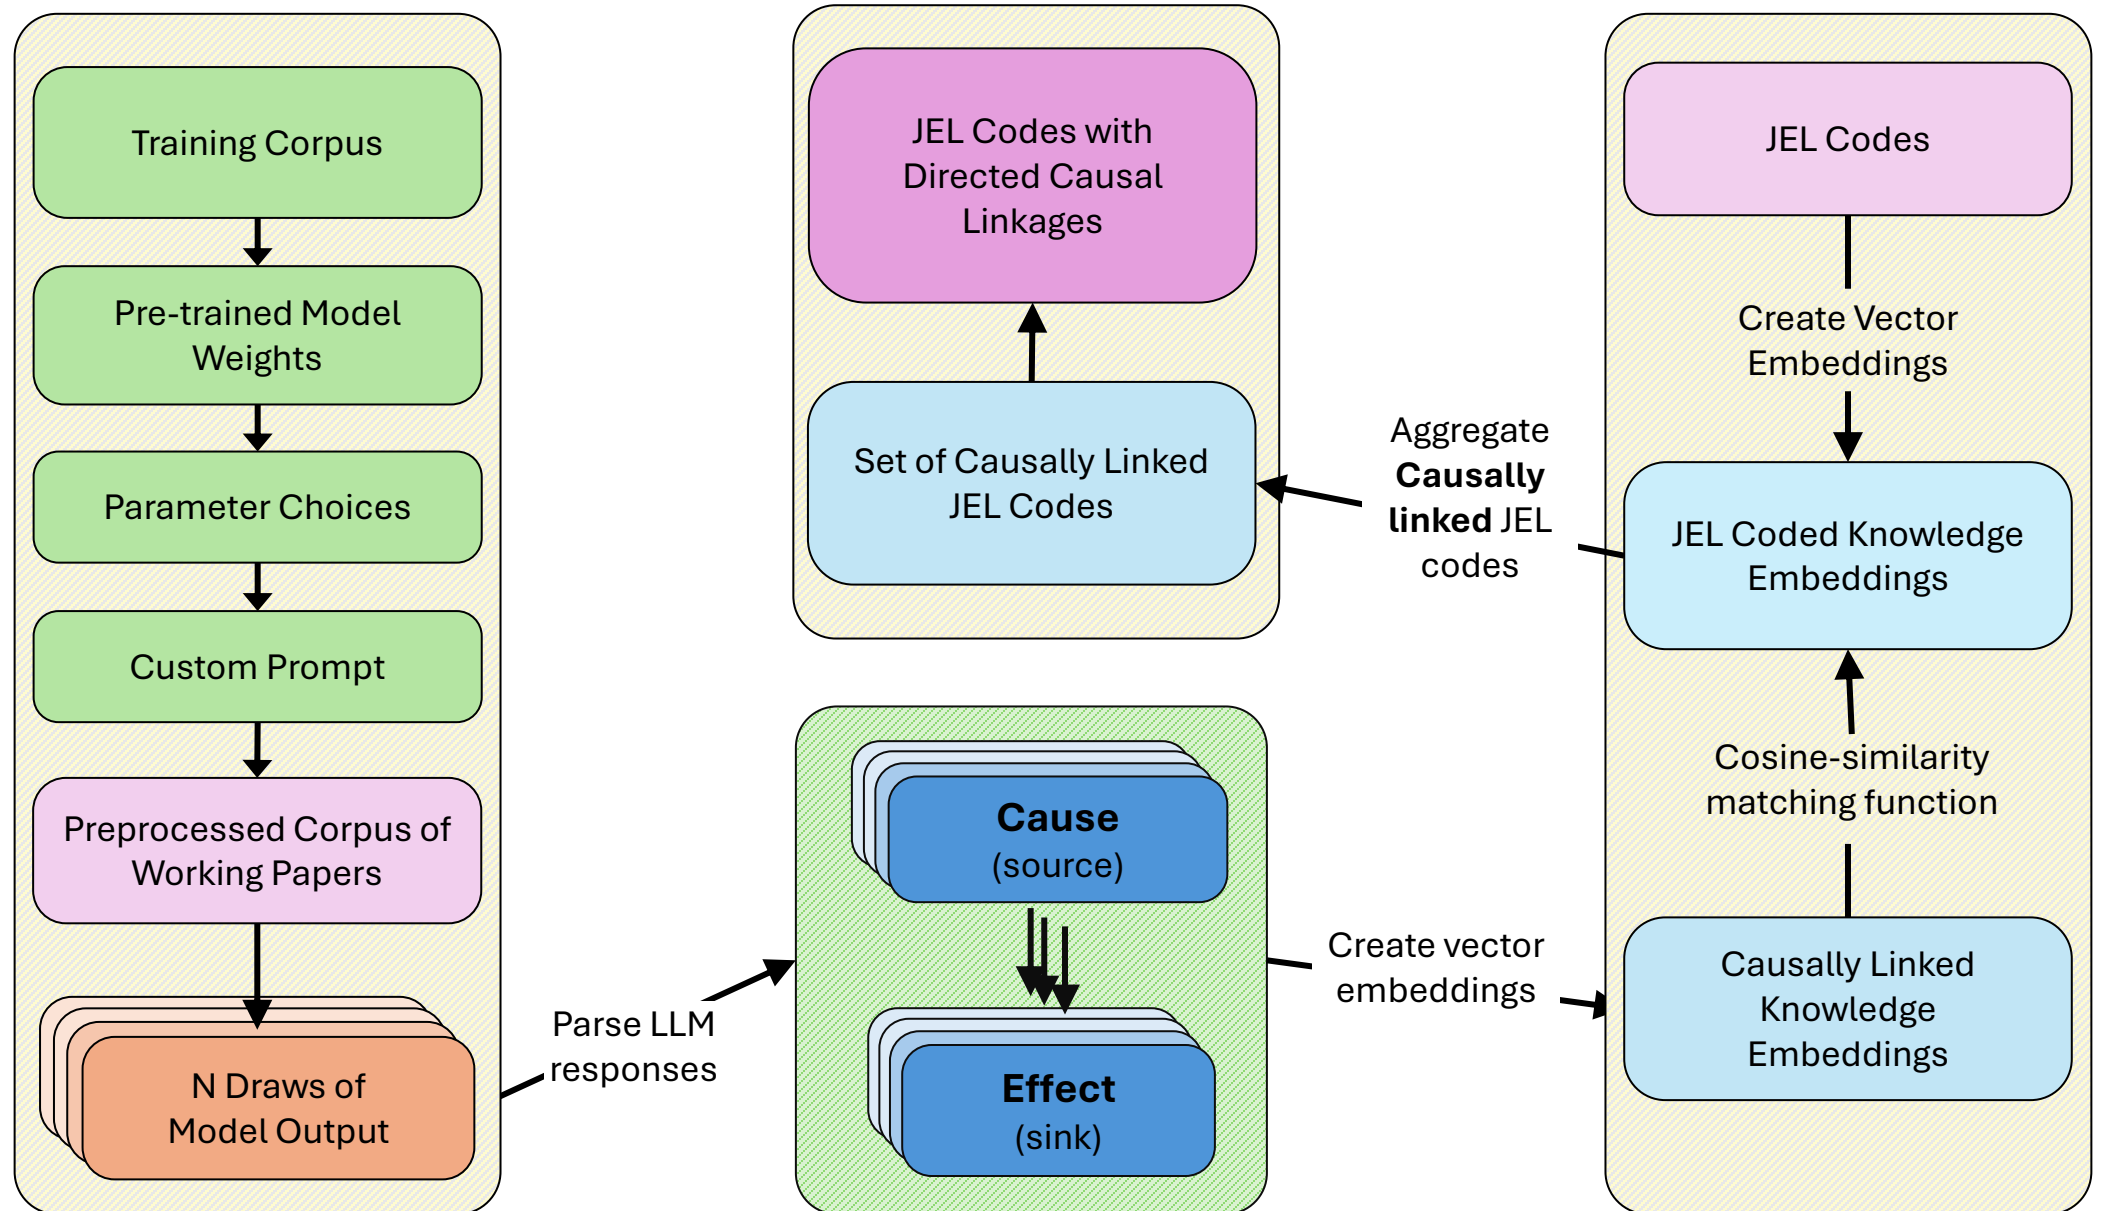 Training Corpus
Pre-trained Model
Weights
Parameter Choices
Custom Prompt
Preprocessed Corpus of
Working Papers
N Draws of
Model Output
Parse LLM
responses
JEL Codes with
Directed Causal
Linkages
Set of Causally Linked
JEL Codes
Cause
(source)
Effect
(sink)
Aggregate
Causally
linked JEL
codes
Create vector
embeddings
JEL Codes
Create Vector
Embeddings
JEL Coded Knowledge
Embeddings
Cosine-similarity
matching function
Causally Linked
Knowledge
Embeddings